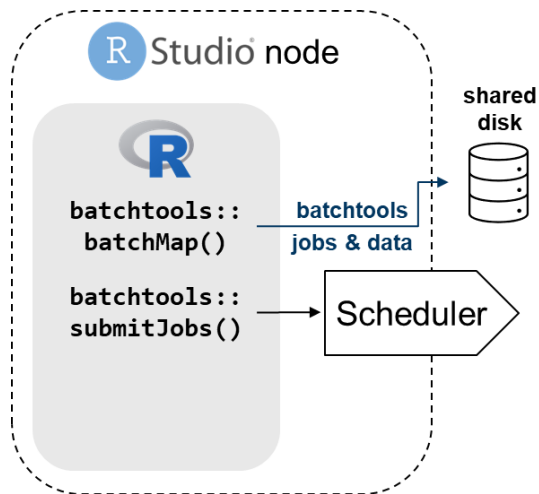 R Studio® node
shared
disk
R
batchtools::
batchMap()
batchtools
jobs & data
batchtools::
submitJobs()
Scheduler